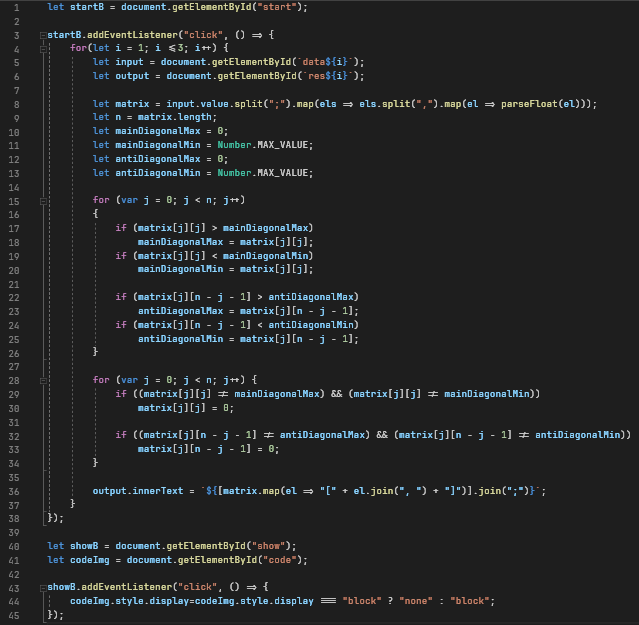 1 let startB = document.getElementById("start");
2
3 startB.addEventListener("click", () => {
4 for(let i = 1; i <=3; i++) {
5 let input = document.getElementById(`data${i}`);
6 let output = document.getElementById(`res${i}`);
7
8 let matrix = input.value.split(";").map(els => els.split(",").map(el => parseFloat(el)));
9 let n = matrix.length;
10 let mainDiagonalMax = 0;
11 let mainDiagonalMin = Number.MAX_VALUE;
12 let antiDiagonalMax = 0;
13 let antiDiagonalMin = Number.MAX_VALUE;
14
15 for (var j = 0; j < n; j++)
16 {
17 if (matrix[j][j] > mainDiagonalMax)
18 mainDiagonalMax = matrix[j][j];
19 if (matrix[j][j] < mainDiagonalMin)
20 mainDiagonalMin = matrix[j][j];
21
22 if (matrix[j][n - j - 1] > antiDiagonalMax)
23 antiDiagonalMax = matrix[j][n - j - 1];
24 if (matrix[j][n - j - 1] < antiDiagonalMin)
25 antiDiagonalMin = matrix[j][n - j - 1];
26 }
27
28 for (var j = 0; j < n; j++) {
29 if ((matrix[j][j] != mainDiagonalMax) && (matrix[j][j] != mainDiagonalMin))
30 matrix[j][j] = 0;
31
32 if ((matrix[j][n - j - 1] != antiDiagonalMax) && (matrix[j][n - j - 1] != antiDiagonalMin))
33 matrix[j][n - j - 1] = 0;
34 }
35
36 output.innerText = `${[matrix.map(el => "[" + el.join(", ") + "]")].join(";")}`;
37 }
38 });
39
40 let showB = document.getElementById("show");
41 let codeImg = document.getElementById("code");
42
43 showB.addEventListener("click", () => {
44 codeImg.style.display=codeImg.style.display === "block" ? "none" : "block";
45 });